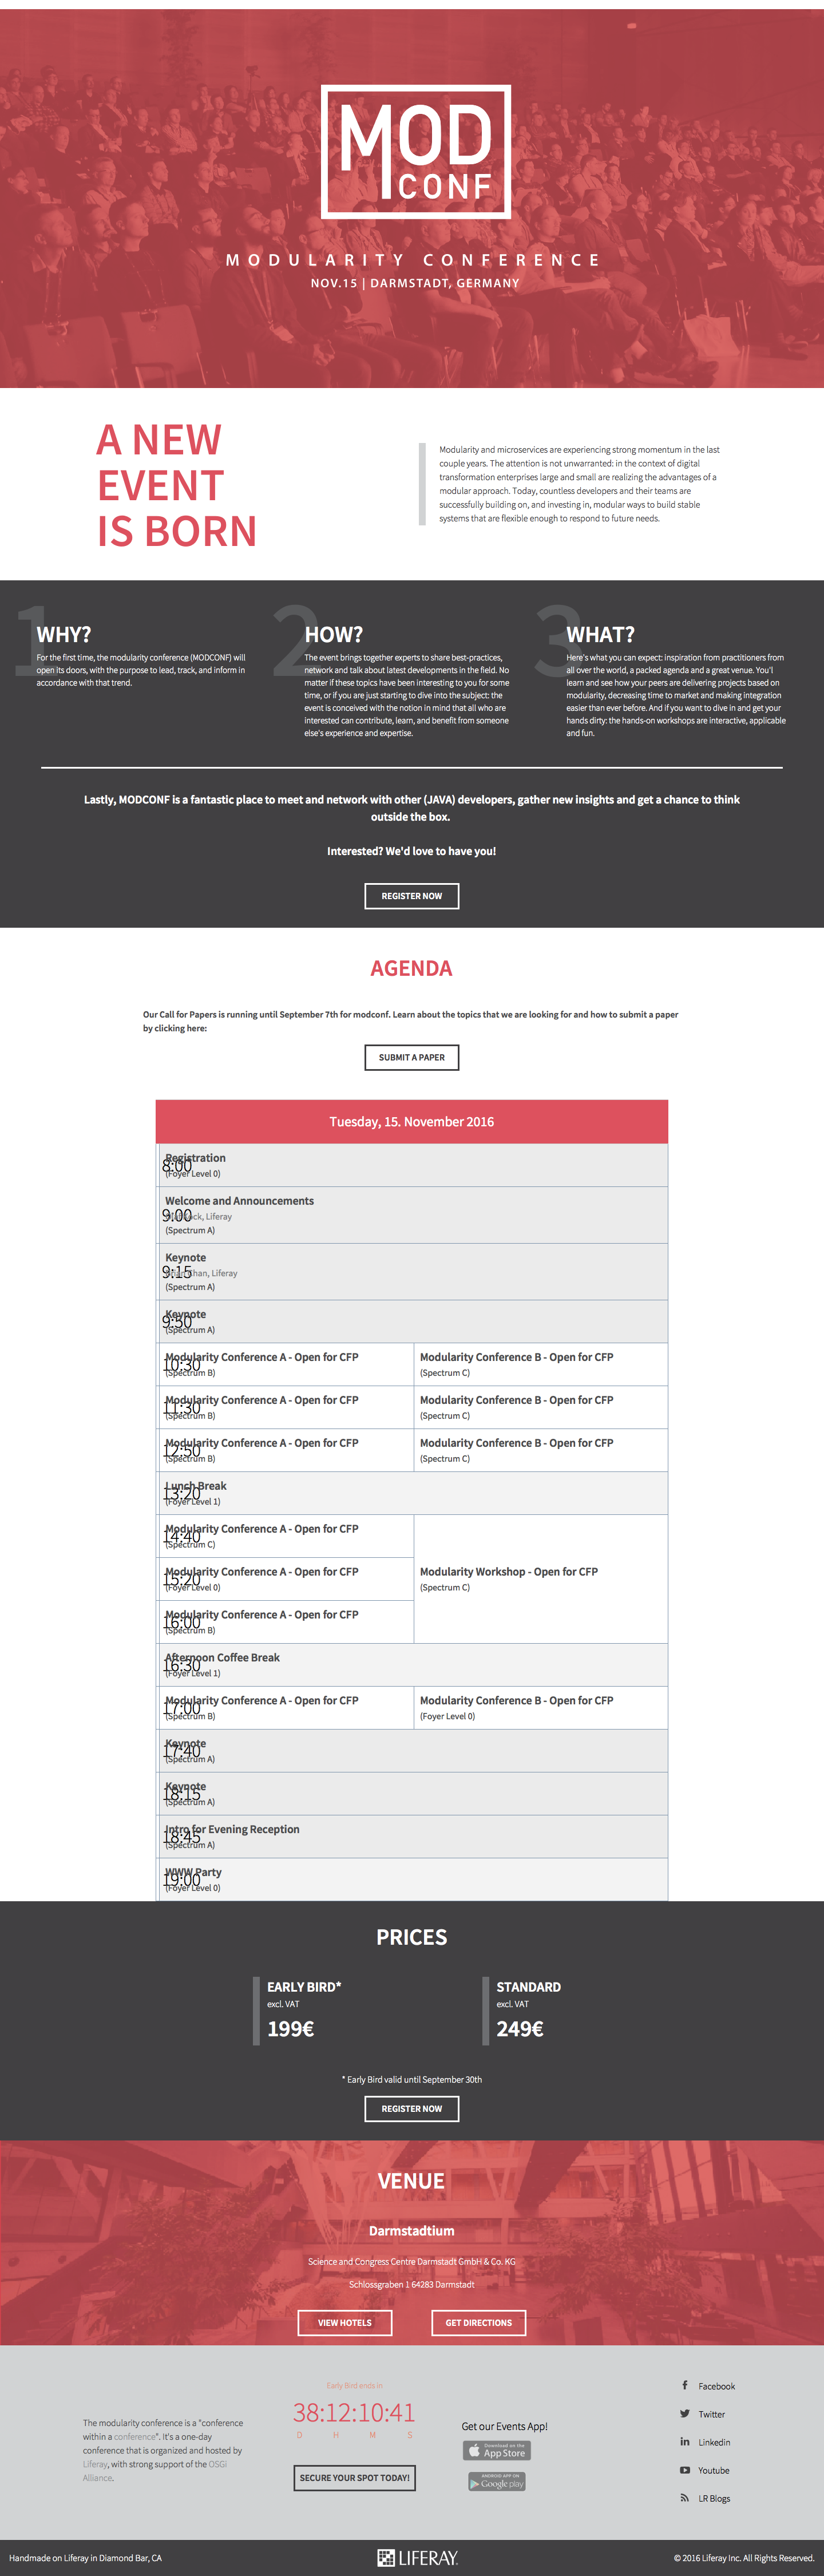 MOD
CONF
MODULARITY CONFERENCE
NOV.15 | DARMSTADT, GERMANY
A NEW
EVENT
IS BORN
Modularity and microservices are experiencing strong momentum in the last
couple years. The attention is not unwarranted: in the context of digital
transformation enterprises large and small are realizing the advantages of a
modular approach. Today, countless developers and their teams are
successfully building on, and investing in, modular ways to build stable
systems that are flexible enough to respond to future needs.
1
WHY?
For the first time, the modularity conference (MODCONF) will
open its doors, with the purpose to lead, track, and inform in
accordance with that trend.
2
HOW?
The event brings together experts to share best-practices,
network and talk about latest developments in the field. No
matter if these topics have been interesting to you for some
time, or if you are just starting to dive into the subject: the
event is conceived with the notion in mind that all who are
interested can contribute, learn, and benefit from someone
else's experience and expertise.
3
WHAT?
Here's what you can expect: inspiration from practitioners from
all over the world, a packed agenda and a great venue. You'l
learn and see how your peers are delivering projects based on
modularity, decreasing time to market and making integration
easier than ever before. And if you want to dive in and get your
hands dirty: the hands-on workshops are interactive, applicable
and fun.
Lastly, MODCONF is a fantastic place to meet and network with other (JAVA) developers, gather new insights and get a chance to think
outside the box.
Interested? We'd love to have you!
REGISTER NOW
AGENDA
Our Call for Papers is running until September 7th for modconf. Learn about the topics that we are looking for and how to submit a paper
by clicking here:
SUBMIT A PAPER
Tuesday, 15. November 2016
8:00
Registration
(Foyer Level 0)
9:00
Welcome and Announcements
Liferay
(Spectrum A)
9:15
Keynote
Chan, Liferay
(Spectrum A)
9:50
Keynote
(Spectrum A)
10:30
Modularity Conference A - Open for CFP
(Spectrum B)
Modularity Conference B - Open for CFP
(Spectrum C)
11:30
Modularity Conference A - Open for CFP
(Spectrum B)
Modularity Conference B - Open for CFP
(Spectrum C)
12:50
Modularity Conference A - Open for CFP
(Spectrum B)
Modularity Conference B - Open for CFP
(Spectrum C)
13:20
Lunch Break
(Foyer Level 1)
14:40
Modularity Conference A - Open for CFP
(Spectrum C)
15:20
Modularity Conference A - Open for CFP
(Foyer Level 0)
Modularity Workshop - Open for CFP
(Spectrum C)
16:00
Modularity Conference A - Open for CFP
(Spectrum B)
16:30
Afternoon Coffee Break
(Foyer Level 1)
17:00
Modularity Conference A - Open for CFP
(Spectrum B)
Modularity Conference B - Open for CFP
(Foyer Level 0)
17:40
Keynote
(Spectrum A)
18:15
Keynote
(Spectrum A)
18:45
Intro for Evening Reception
(Spectrum A)
19:00
WWW Party
(Foyer Level 0)
PRICES
EARLY BIRD*
excl. VAT
199€
STANDARD
excl. VAT
249€
* Early Bird valid until September 30th
REGISTER NOW
VENUE
Darmstadtium
Science and Congress Centre Darmstadt GmbH & Co. KG
Schlossgraben 1 64283 Darmstadt
VIEW HOTELS
GET DIRECTIONS
The modularity conference is a "conference
within a conference". It's a one-day
conference that is organized and hosted by
Liferay, with strong support of the OSGi
Alliance.
Early Bird ends in
38:12:10:41
D H M S
SECURE YOUR SPOT TODAY!
Get our Events App!
Download on the
App Store
ANDROID APP ON
Google play
Facebook
Twitter
Linkedin
Youtube
LR Blogs
Handmade on Liferay in Diamond Bar, CA
LIFERAY
© 2016 Liferay Inc. All Rights Reserved.